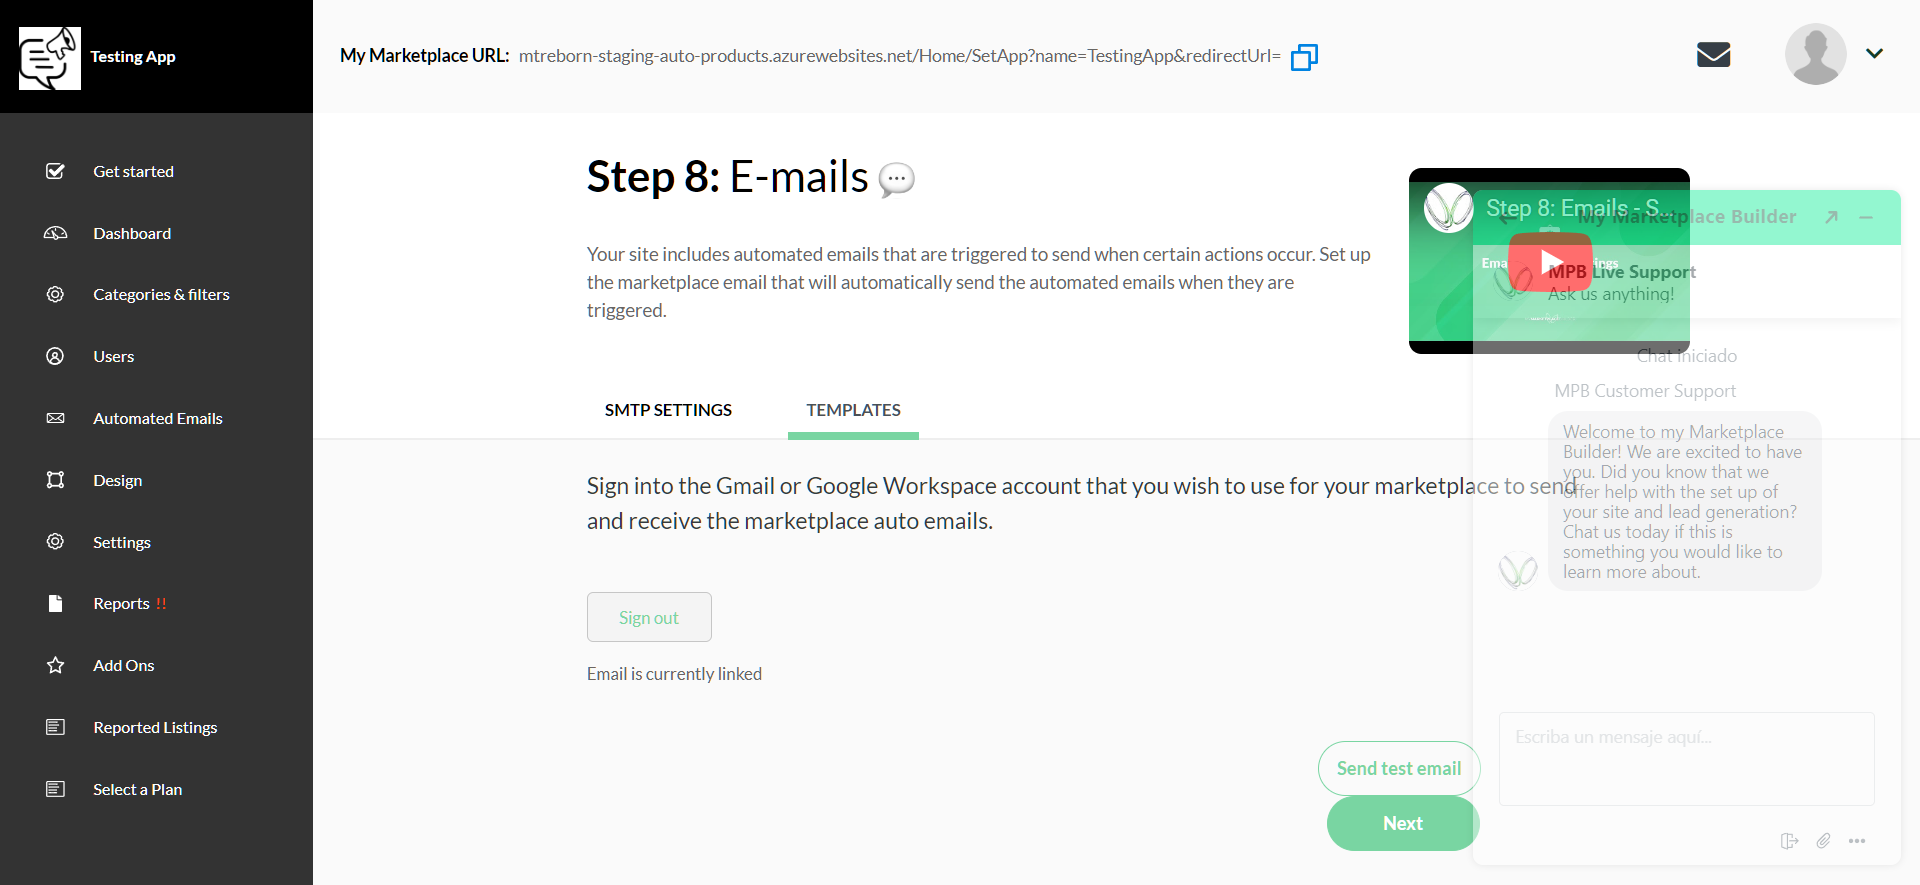 Testing App
My Marketplace URL: mtreborn-staging-auto-products.azurewebsites.net/Home/SetApp?name=TestingApp&redirectUrl=
Get started
Dashboard
Categories & filters
Users
Automated Emails
Design
Settings
Reports !!
Add Ons
Reported Listings
Select a Plan
Step 8: E-mails
Your site includes automated emails that are triggered to send when certain actions occur. Set up
the marketplace email that will automatically send the automated emails when they are
triggered.
SMTP SETTINGS
TEMPLATES
Sign into the Gmail or Google Workspace account that you wish to use for your marketplace to send
and receive the marketplace auto emails.
Sign out
Email is currently linked
Send test email
Next
Step 8: Emails - S...
My Marketplace Builder
MPB Live Support
Ask us anything!
Chat iniciado
MPB Customer Support
Welcome to my Marketplace
Builder! We are excited to have
you. Did you know that we
offer help with the set up of
your site and lead generation?
Chat us today if this is
something you would like to
learn more about.
Escriba un mensaje aquí...